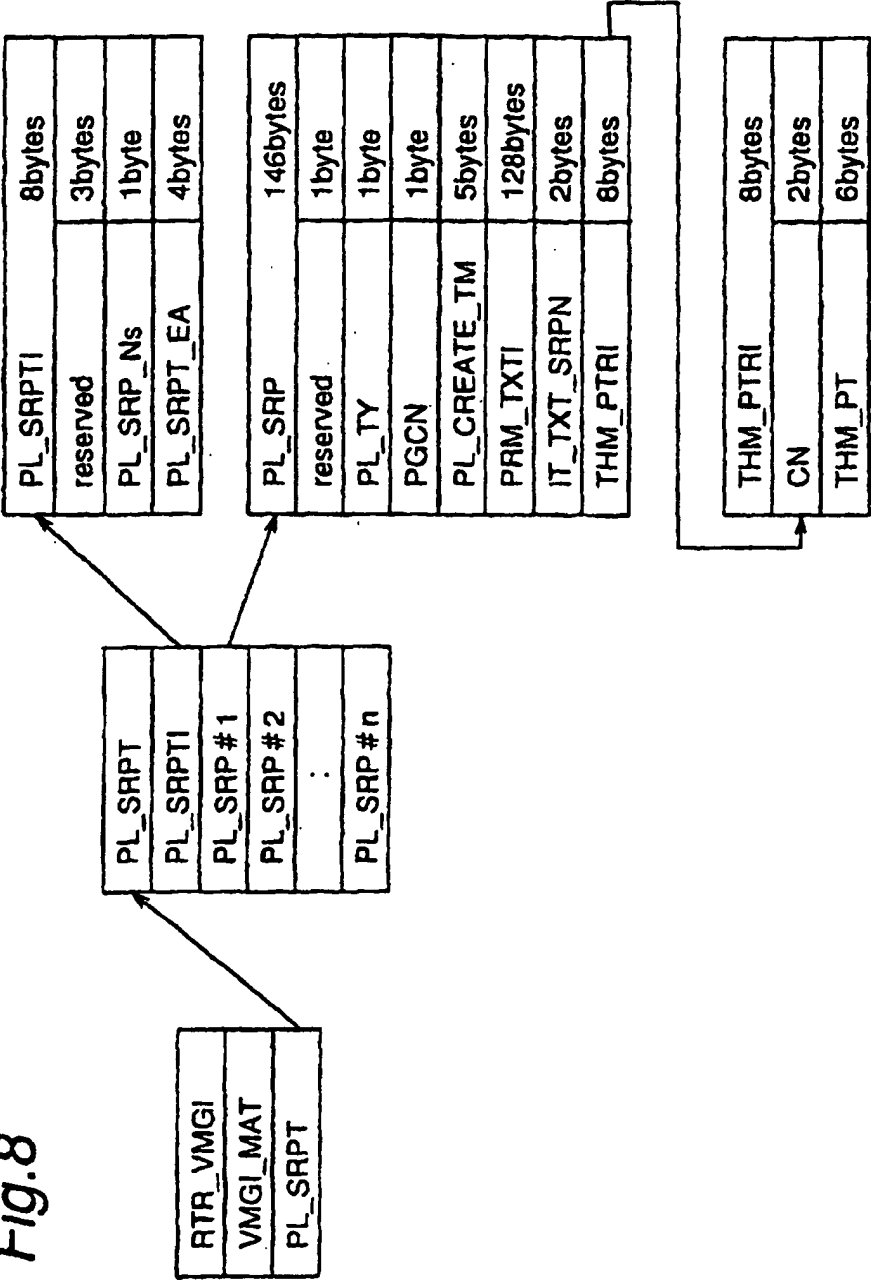 Fig.8
RTR_VMGI
VMGI_MAT
PL_SRPT
PL_SRPT
PL_SRPTI
PL_SRP#1
PL_SRP#2
:
PL_SRP#n
PL_SRPTI 8bytes
reserved 3bytes
PL_SRP_Ns 1byte
PL_SRPT_EA 4bytes
PL_SRP 146bytes
reserved 1byte
PL_TY 1byte
PGCN 1byte
PL_CREATE_TM 5bytes
PRM_TXTI 128bytes
IT_TXT_SRPN 2bytes
THM_PTRI 8bytes
THM_PTRI 8bytes
CN 2bytes
THM_PT 6bytes